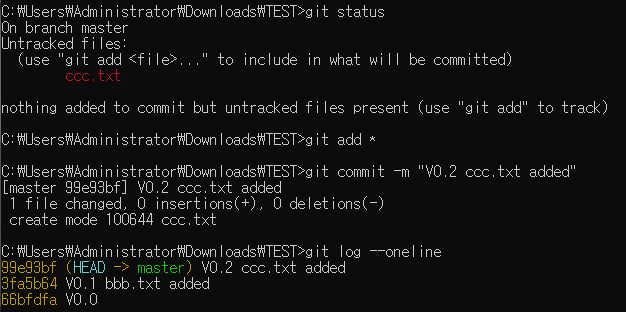 C:₩Users₩Administrator₩Downloads₩TEST>git status
On branch master
Untracked files:
  (use "git add <file>..." to include in what will be committed)
        ccc.txt

nothing added to commit but untracked files present (use "git add" to track)

C:₩Users₩Administrator₩Downloads₩TEST>git add *

C:₩Users₩Administrator₩Downloads₩TEST>git commit -m "V0.2 ccc.txt added"
[master 99e93bf] V0.2 ccc.txt added
 1 file changed, 0 insertions(+), 0 deletions(-)
 create mode 100644 ccc.txt

C:₩Users₩Administrator₩Downloads₩TEST>git log --oneline
99e93bf (HEAD -> master) V0.2 ccc.txt added
3fa5b64 V0.1 bbb.txt added
66bfdfa V0.0